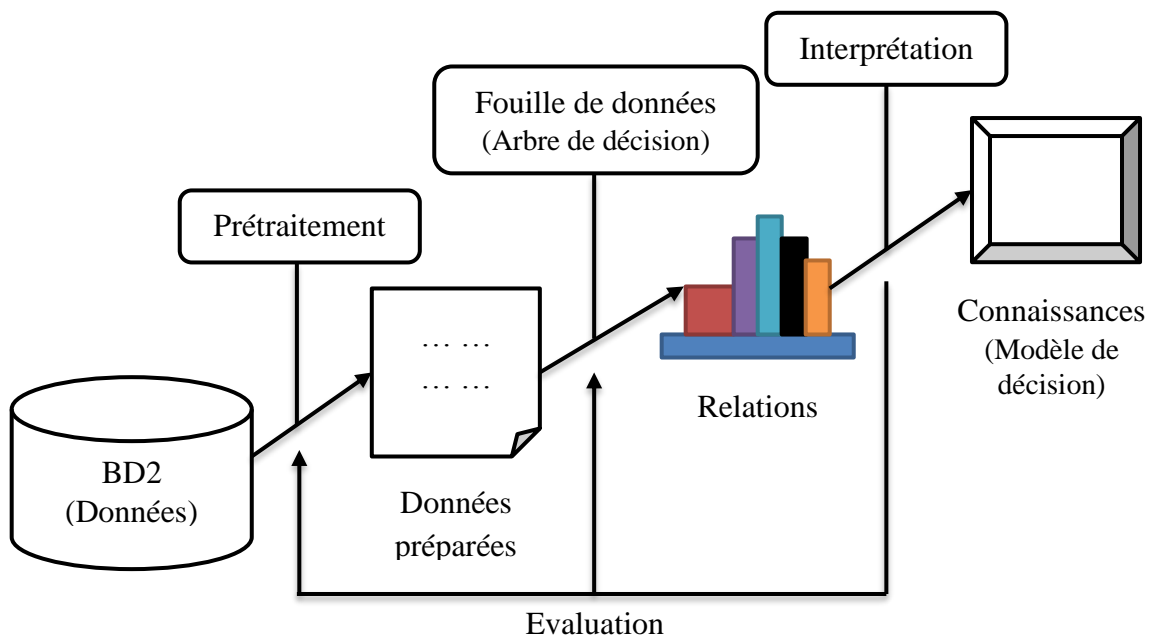 Interprétation
Fouille de données
(Arbre de décision)
Prétraitement
... ...
... ...
BD2
(Données)
Données
préparées
Relations
Connaissances
(Modèle de
décision)
Evaluation